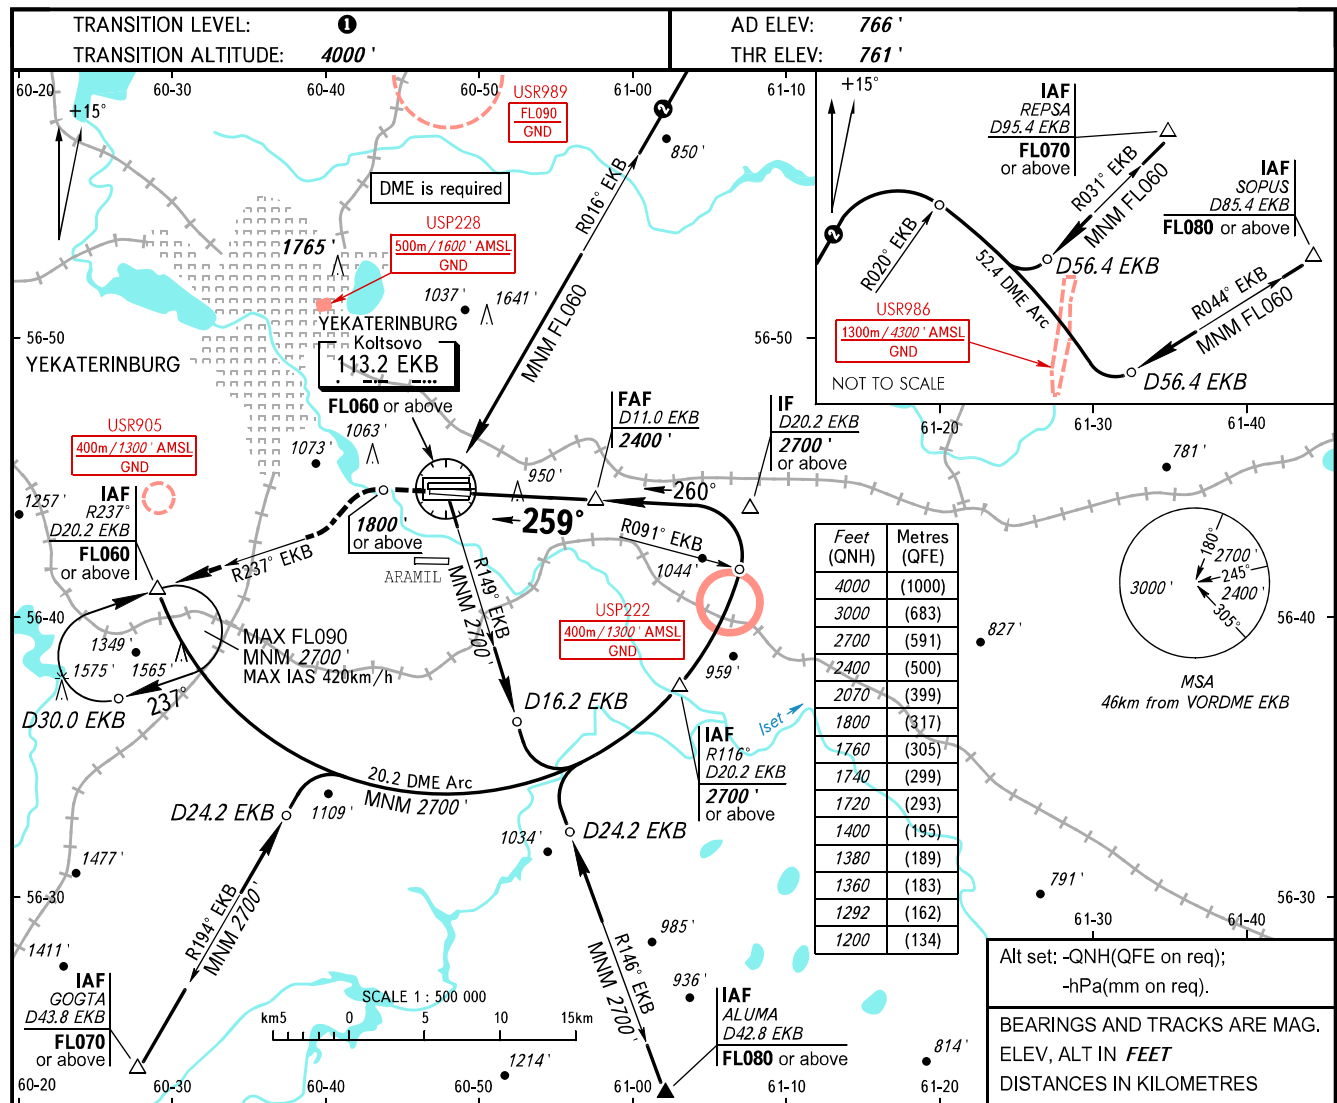 TRANSITION LEVEL: ❶
TRANSITION ALTITUDE: 4000 '
AD ELEV: 766 '
THR ELEV: 761 '
60-20
60-30
60-40
60-50
61-00
+15°
USR989
FL090
GND
850 '
DME is required
R016° EKB
MNM FL060
USP228
500m/1600 ' AMSL
GND
1765 '
1037 '
1641 '
56-50
YEKATERINBURG
YEKATERINBURG
Koltsovo
113.2 EKB
FL060 or above
+15°
IAF
REPSA
D95.4 EKB
FL070
or above
R031° EKB
MNM FL060
IAF
SOPUS
D85.4 EKB
FL080 or above
2
2
R020° EKB
52.4 DME Arc
D56.4 EKB
R044° EKB
MNM FL060
USR986
1300m/4300 ' AMSL
GND
NOT TO SCALE
D56.4 EKB
56-50
61-20
61-30
61-40
USR905
400m/1300 ' AMSL
GND
1073 '
1063 '
FAF
D11.0 EKB
2400 '
IF
D20.2 EKB
2700 '
or above
781 '
1257 '
IAF
R237°
D20.2 EKB
FL060
or above
950 '
260°
259°
1800 '
or above
R237° EKB
ARAMIL
R149° EKB
MNM 2700 '
R091° EKB
1044 '
USP222
400m/1300 ' AMSL
GND
Feet
(QNH)
Metres
(QFE)
4000 (1000)
3000 (683)
2700 (591)
2400 (500)
2070 (399)
1800 (317)
1760 (305)
1740 (299)
1720 (293)
1400 (195)
1380 (189)
1360 (183)
1292 (162)
1200 (134)
180°
2700 '
245°
2400 '
305°
3000 '
MSA
46km from VORDME EKB
56-40
56-40
827 '
1349 '
1575 '
1565 '
MAX FL090
MNM 2700 '
MAX IAS 420km/h
237°
D30.0 EKB
D16.2 EKB
959 '
Iset
IAF
R116°
D20.2 EKB
2700 '
or above
20.2 DME Arc
MNM 2700 '
D24.2 EKB
1109 '
1034 '
D24.2 EKB
1477 '
56-30
791 '
56-30
61-30
61-40
R194° EKB
MNM 2700 '
R146° EKB
MNM 2700 '
985 '
936 '
1411 '
IAF
GOGTA
D43.8 EKB
FL070
or above
SCALE 1 : 500 000
km5 0 5 10 15km
IAF
ALUMA
D42.8 EKB
FL080 or above
1214 '
814 '
60-20
60-30
60-40
60-50
61-00
61-10
61-20
Alt set: -QNH(QFE on req);
-hPa(mm on req).
BEARINGS AND TRACKS ARE MAG.
ELEV, ALT IN FEET
DISTANCES IN KILOMETRES